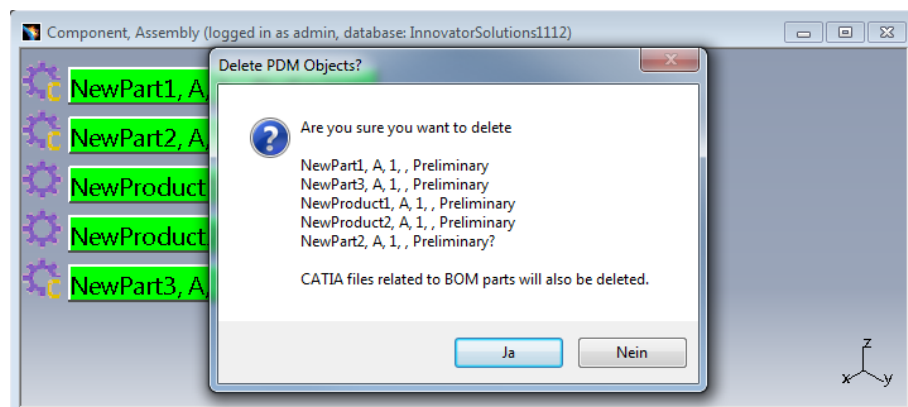 Component, Assembly (logged in as admin, database: InnovatorSolutions1112)
Delete PDM Objects?
NewPart1, A,
NewPart2, A,
NewProduct
NewProduct
NewPart3, A,
Are you sure you want to delete
NewPart1, A, 1, , Preliminary
NewPart3, A, 1, , Preliminary
NewProduct1, A, 1, , Preliminary
NewProduct2, A, 1, , Preliminary
NewPart2, A, 1, , Preliminary?
CATIA files related to BOM parts will also be deleted.
Ja
Nein
z
x
y